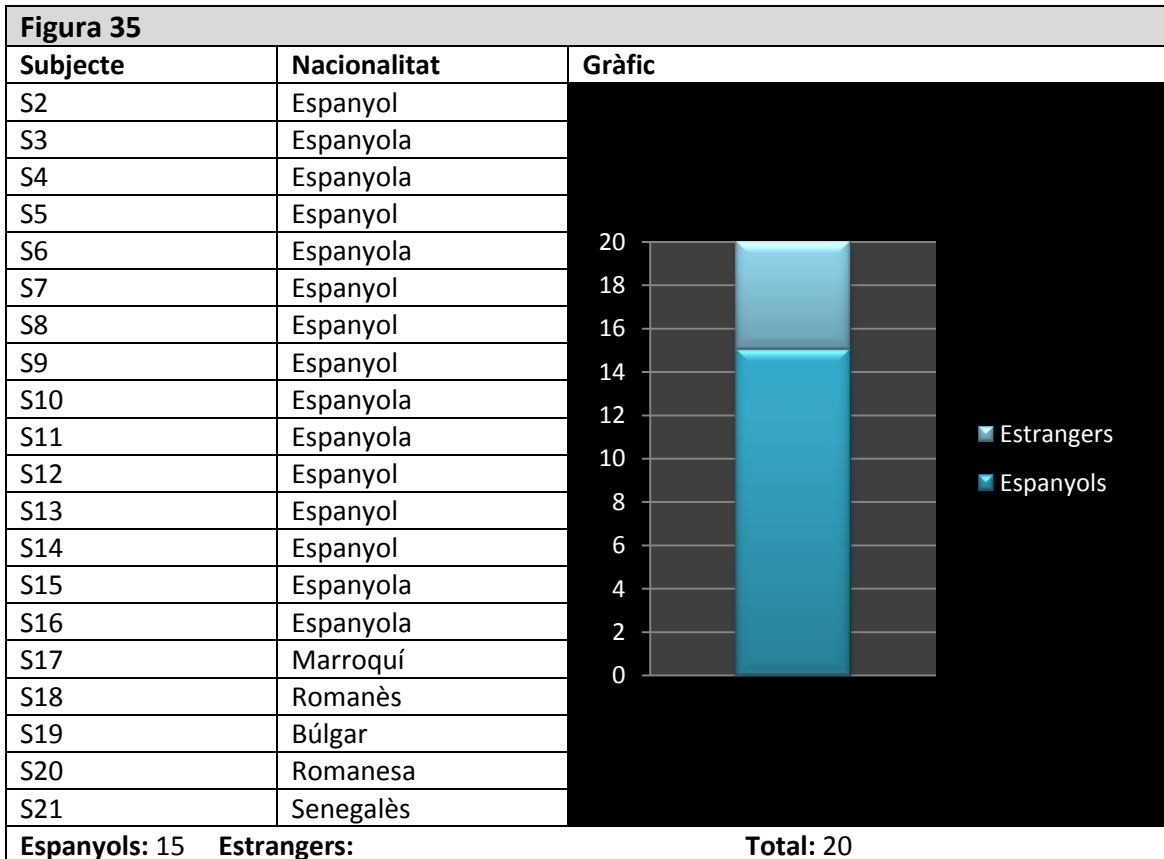 Figura 35
Subjecte Nacionalitat Gràfic
S2 Espanyol
S3 Espanyola
S4 Espanyola
S5 Espanyol
S6 Espanyola
S7 Espanyol
S8 Espanyol
S9 Espanyol
S10 Espanyola
S11 Espanyola
S12 Espanyol
S13 Espanyol
S14 Espanyol
S15 Espanyola
S16 Espanyola
S17 Marroquí
S18 Romanès
S19 Búlgar
S20 Romanesa
S21 Senegalès
20
18
16
14
12
10
8
6
4
2
0
Estrangers
Espanyols
Espanyols: 15 Estrangers: Total: 20